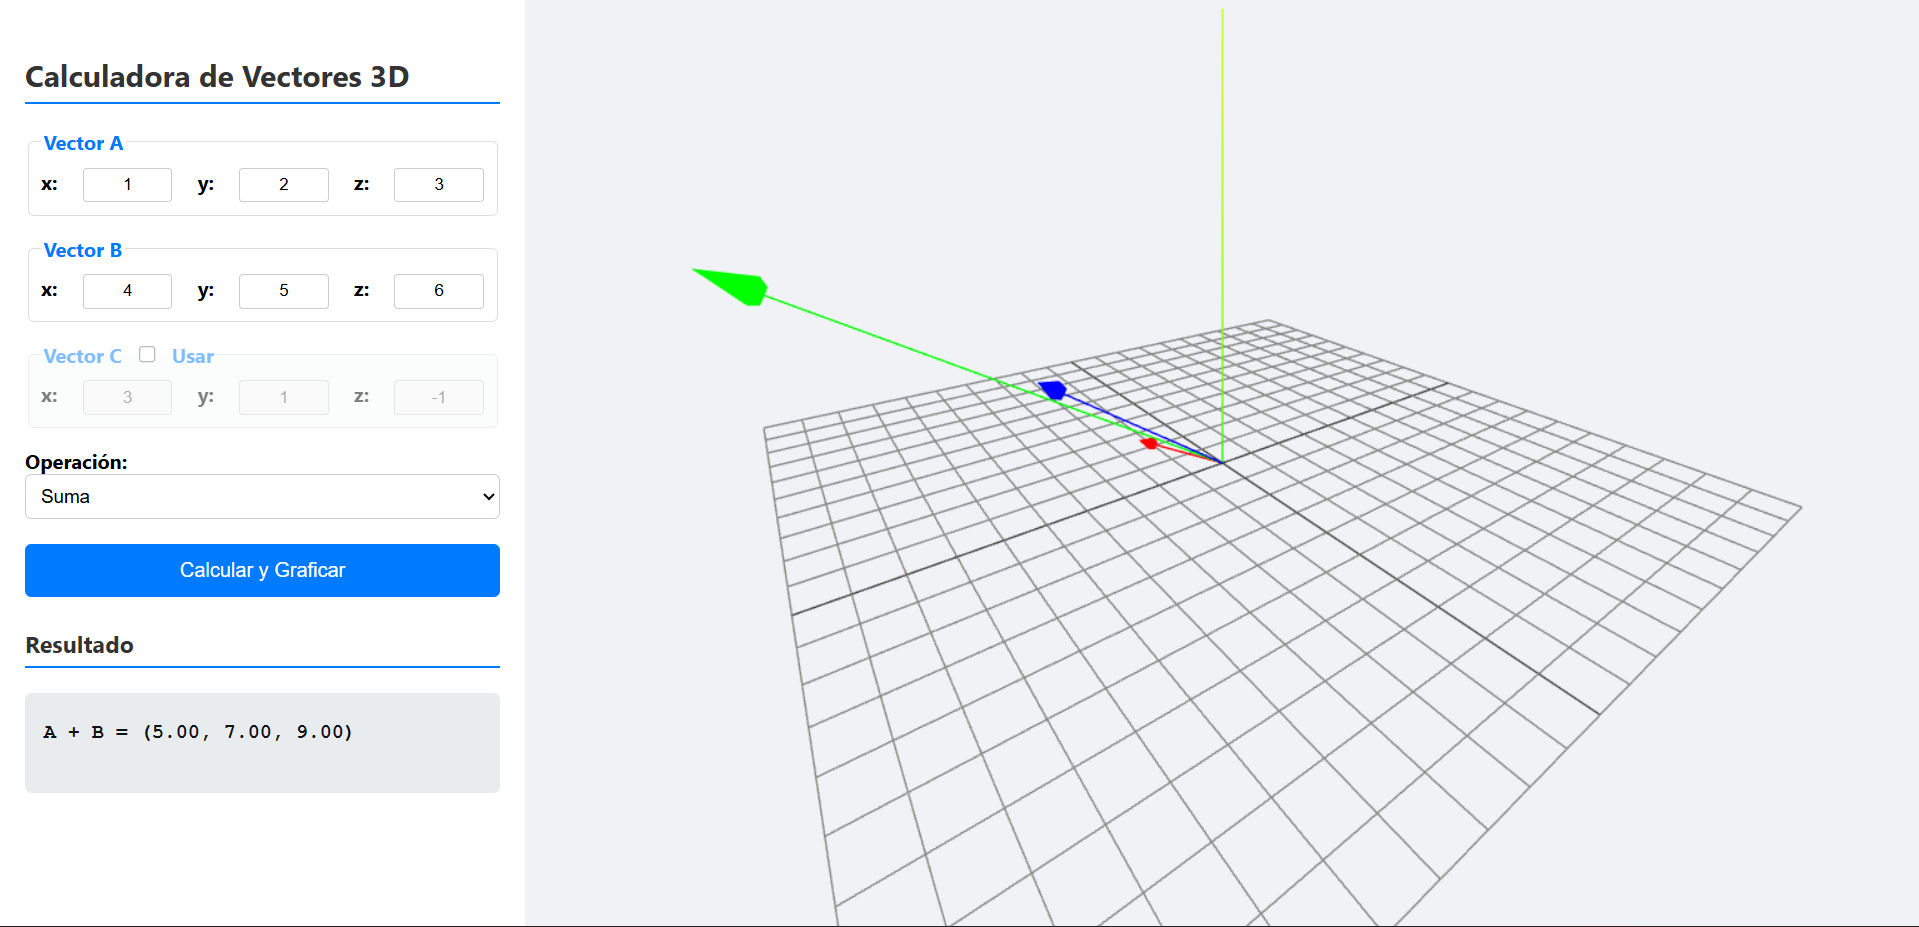 Calculadora de Vectores 3D
Vector A
x: 1 y: 2 z: 3
Vector B
x: 4 y: 5 z: 6
Vector C Usar
x: 3 y: 1 z: -1
Operación:
Suma
Calcular y Graficar
Resultado
A + B = (5.00, 7.00, 9.00)